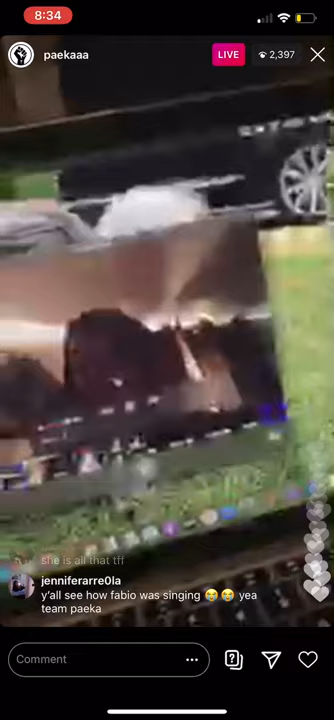 8:34
paekaaa
LIVE
2,397
she is all that tff
jenniferarre0la
y'all see how fabio was singing 😭😭 yea
team paeka
Comment